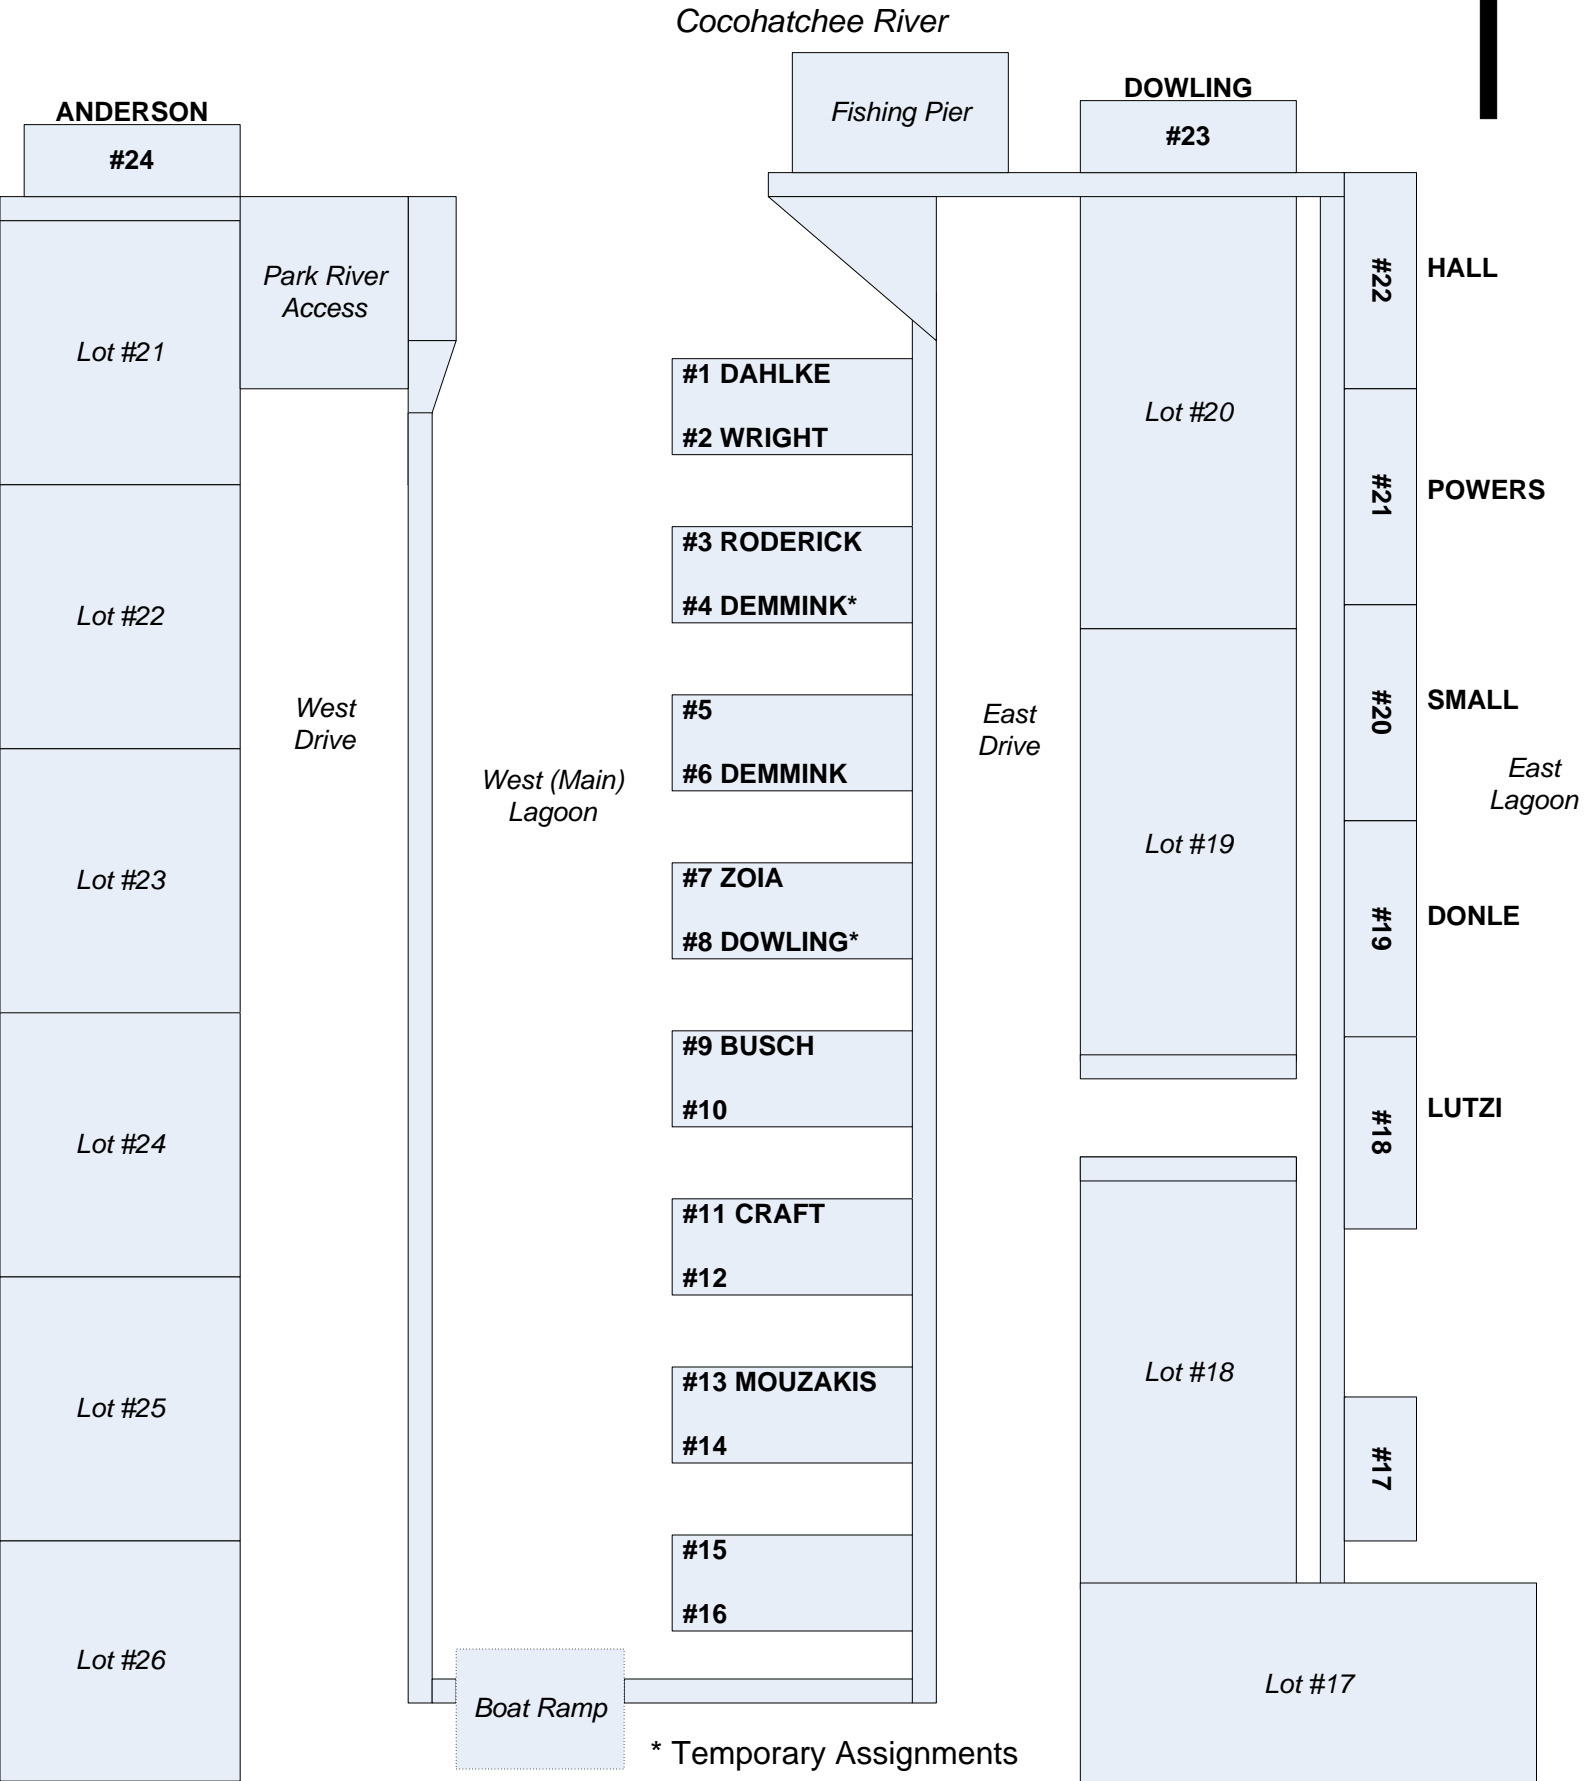 Cocohatchee River
ANDERSON
#24
Fishing Pier
DOWLING
#23
Park River
Access
Lot #21
#22
HALL
#1 DAHLKE
#2 WRIGHT
Lot #20
#21
POWERS
#3 RODERICK
#4 DEMMINK*
Lot #22
West
Drive
West (Main)
Lagoon
#5
#6 DEMMINK
East
Drive
#20
SMALL
East
Lagoon
Lot #23
#7 ZOIA
#8 DOWLING*
Lot #19
#19
DONLE
#9 BUSCH
#10
#18
LUTZI
Lot #24
#11 CRAFT
#12
Lot #25
#13 MOUZAKIS
#14
Lot #18
#17
#15
#16
Lot #26
Boat Ramp
Lot #17
* Temporary Assignments